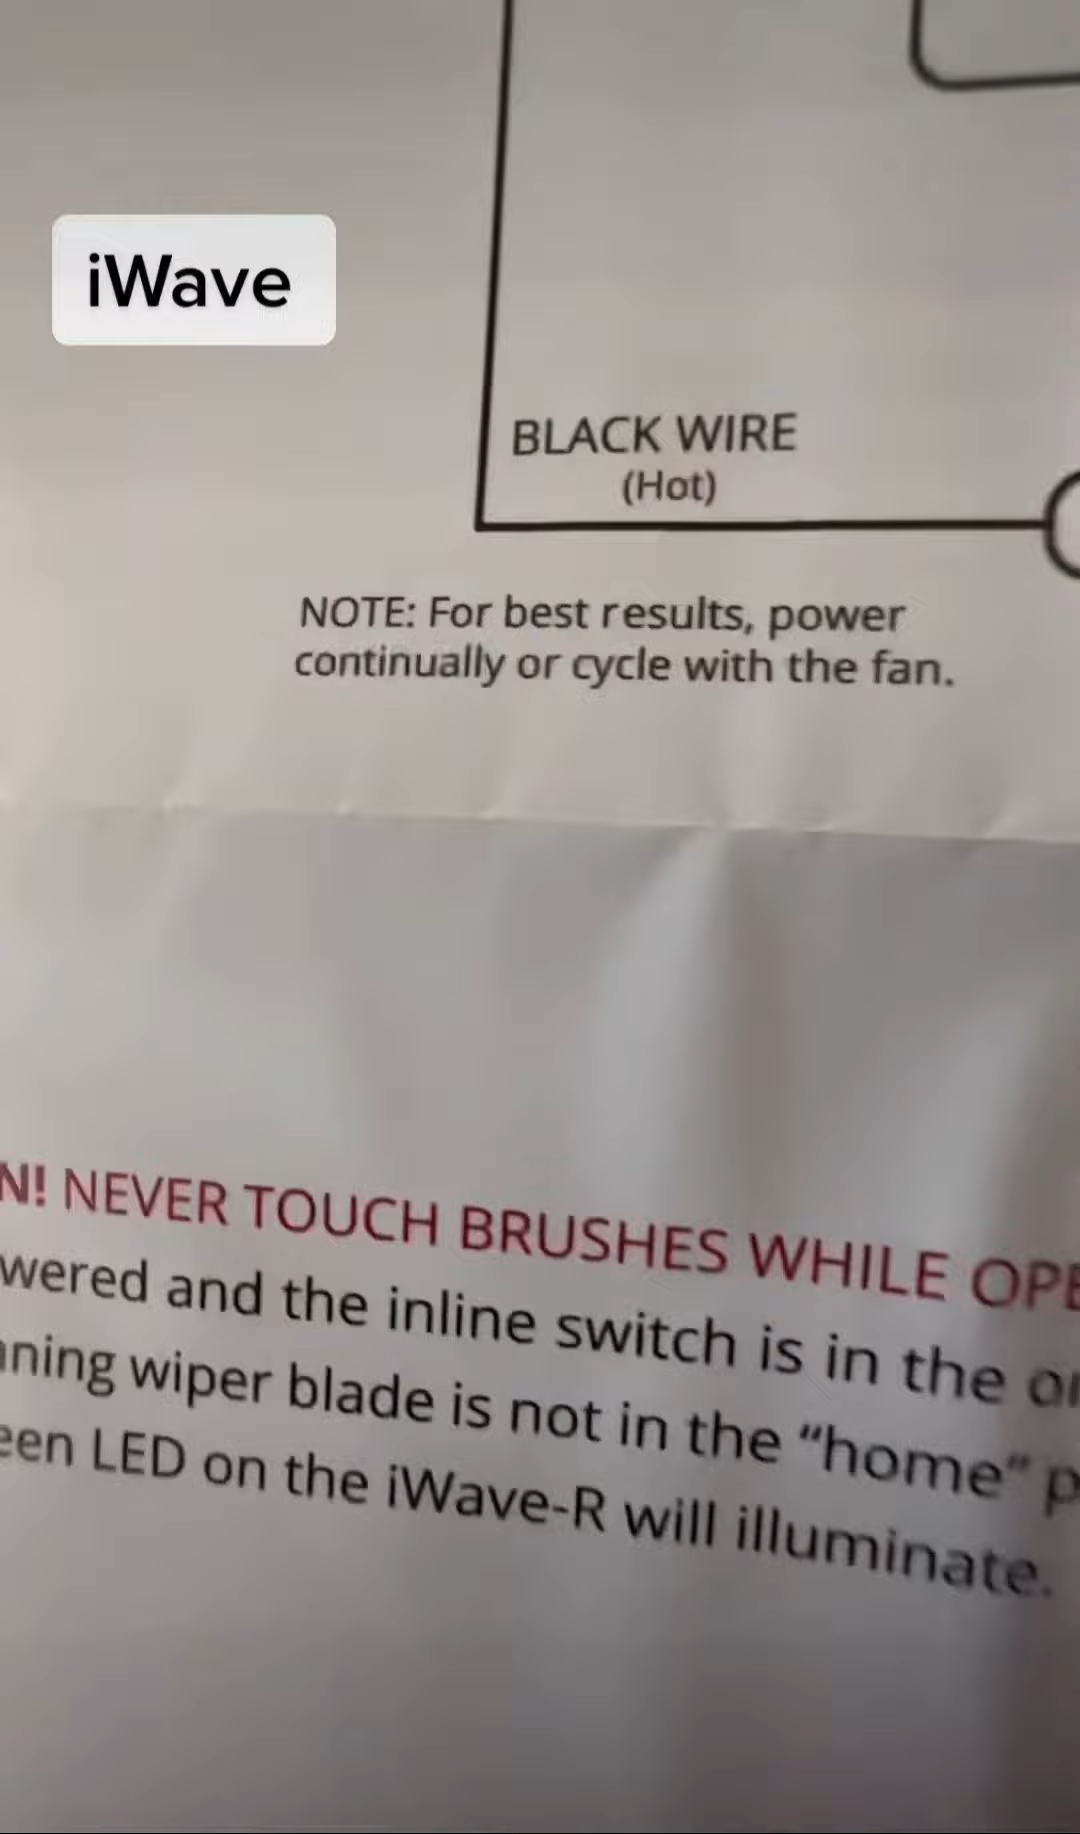 iWave
BLACK WIRE
(Hot)
NOTE: For best results, power
continually or cycle with the fan.
N! NEVER TOUCH BRUSHES WHILE OPE
wered and the inline switch is in the
ning wiper blade is not in the “home” p
een LED on the iWave-R will illuminate.